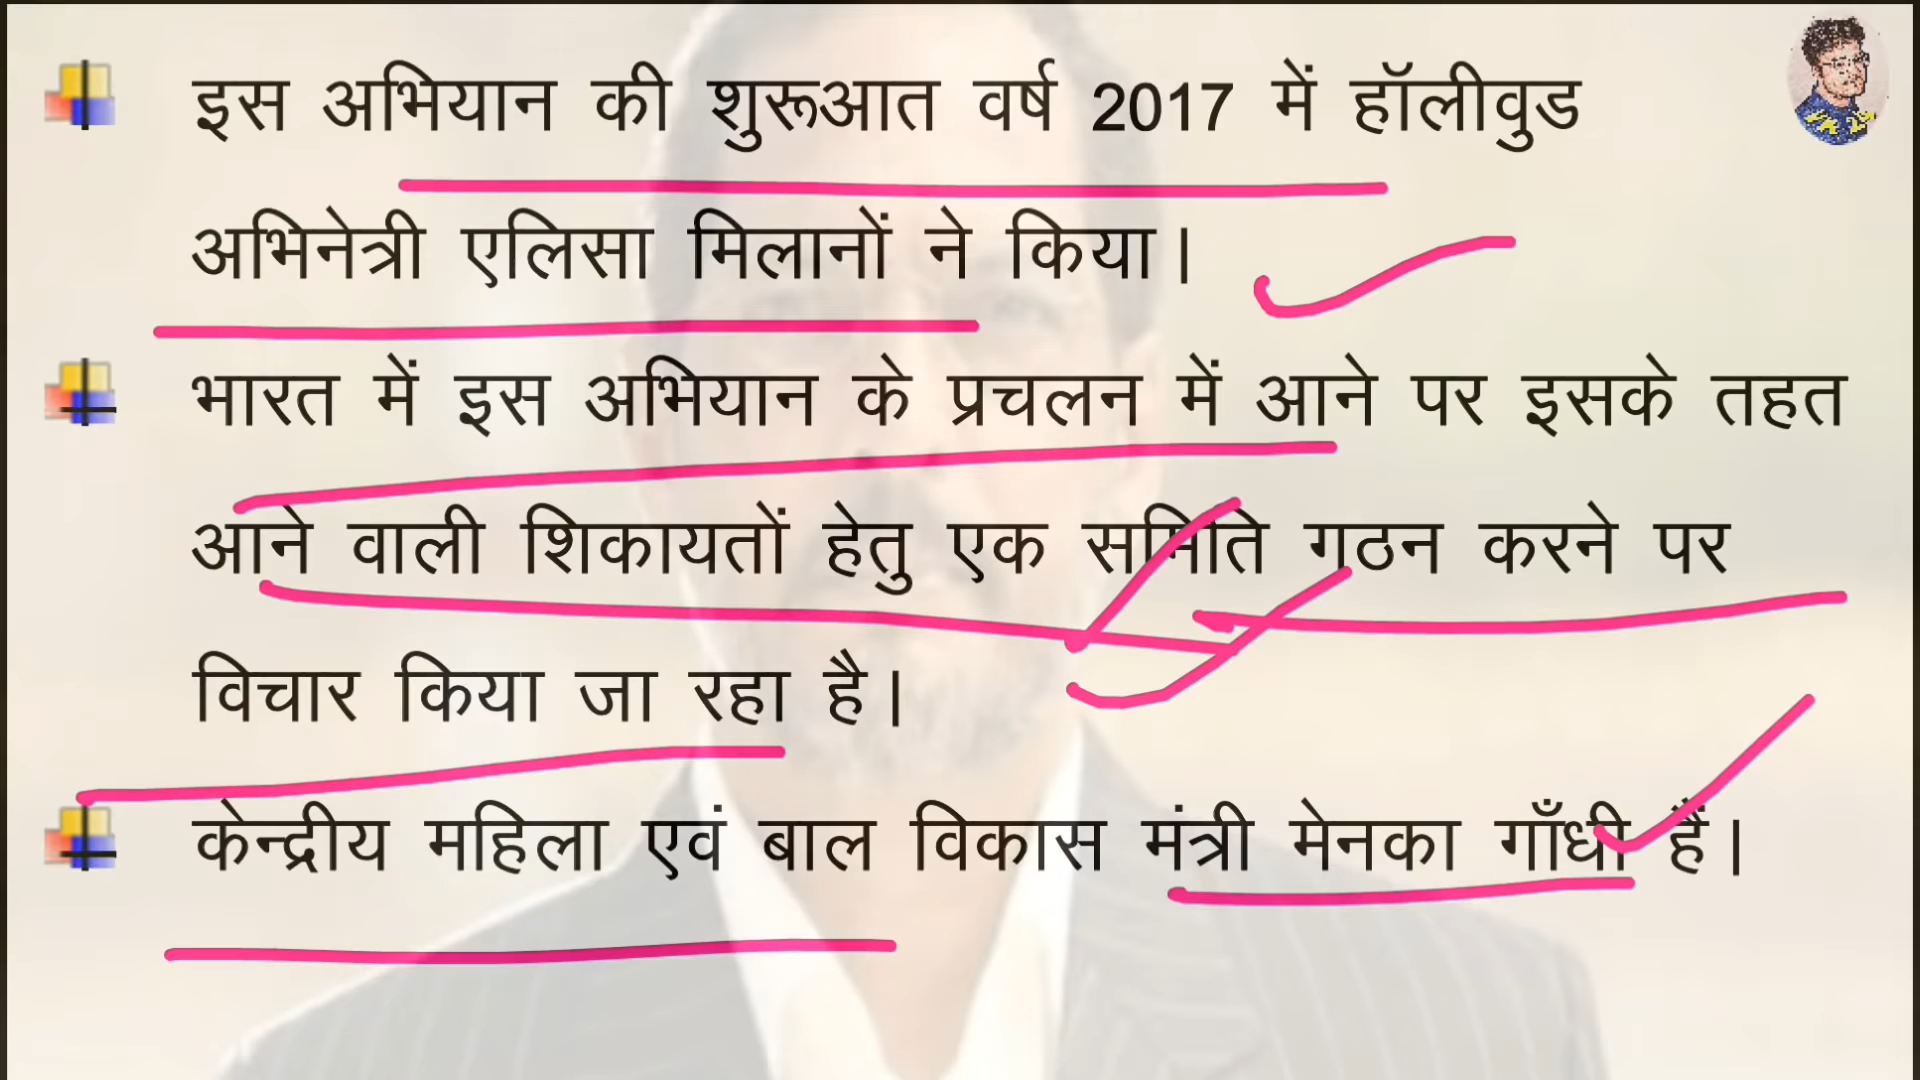 इस अभियान की शुरूआत वर्ष 2017 में हॉलीवुड
अभिनेत्री एलिसा मिलानों ने किया।
भारत में इस अभियान के प्रचलन में आने पर इसके तहत
आने वाली शिकायतों हेतु एक समिति गठन करने पर
विचार किया जा रहा है।
केन्द्रीय महिला एवं बाल विकास मंत्री मेनका गाँधी हैं।